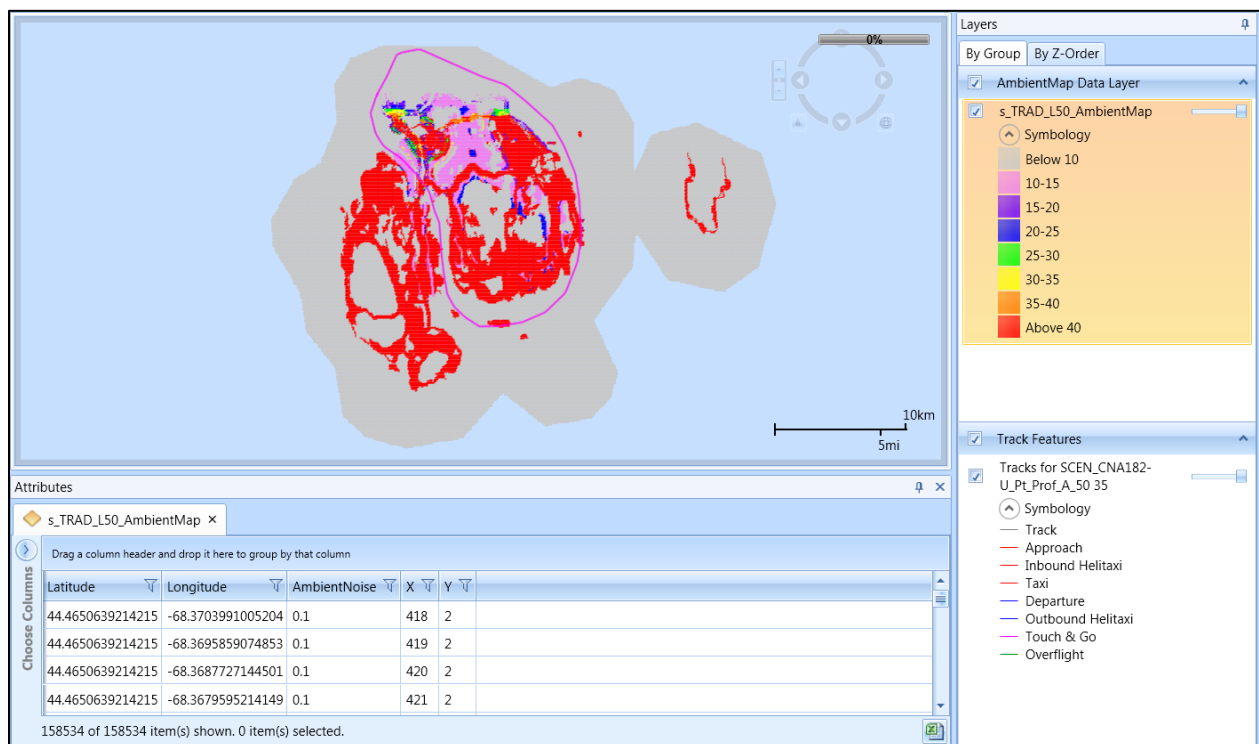 0%
10km
5mi
Layers
By Group By Z-Order
AmbientMap Data Layer
s_TRAD_L50_AmbientMap
Symbology
Below 10
10-15
15-20
20-25
25-30
30-35
35-40
Above 40
Track Features
Tracks for SCEN_CNA182-
U_Pt_Prof_A_50 35
Symbology
Track
Approach
Inbound Helitaxi
Taxi
Departure
Outbound Helitaxi
Touch & Go
Overflight
Attributes
s_TRAD_L50_AmbientMap
Choose Columns
Drag a column header and drop it here to group by that column
Latitude Longitude AmbientNoise X Y
44.4650639214215 -68.3703991005204 0.1 418 2
44.4650639214215 -68.3695859074853 0.1 419 2
44.4650639214215 -68.3687727144501 0.1 420 2
44.4650639214215 -68.3679595214149 0.1 421 2
158534 of 158534 item(s) shown. 0 item(s) selected.